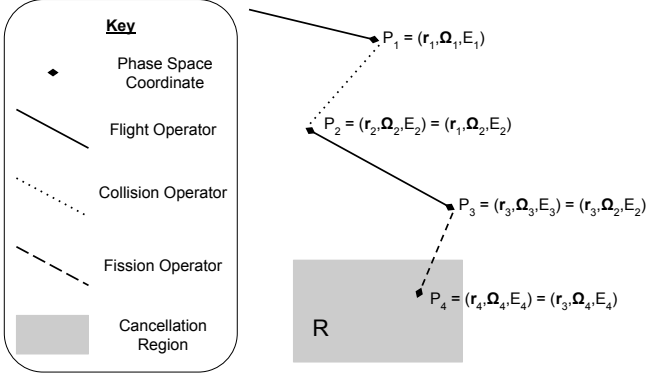 Key
Phase Space
Coordinate
Flight Operator
Collision Operator
Fission Operator
Cancellation
Region
P₁ = (r₁,Ω₁,E₁)
P₂ = (r₂,Ω₂,E₂) = (r₁,Ω₂,E₂)
P₃ = (r₃,Ω₃,E₃) = (r₃,Ω₂,E₂)
P₄ = (r₄,Ω₄,E₄) = (r₃,Ω₄,E₄)
R